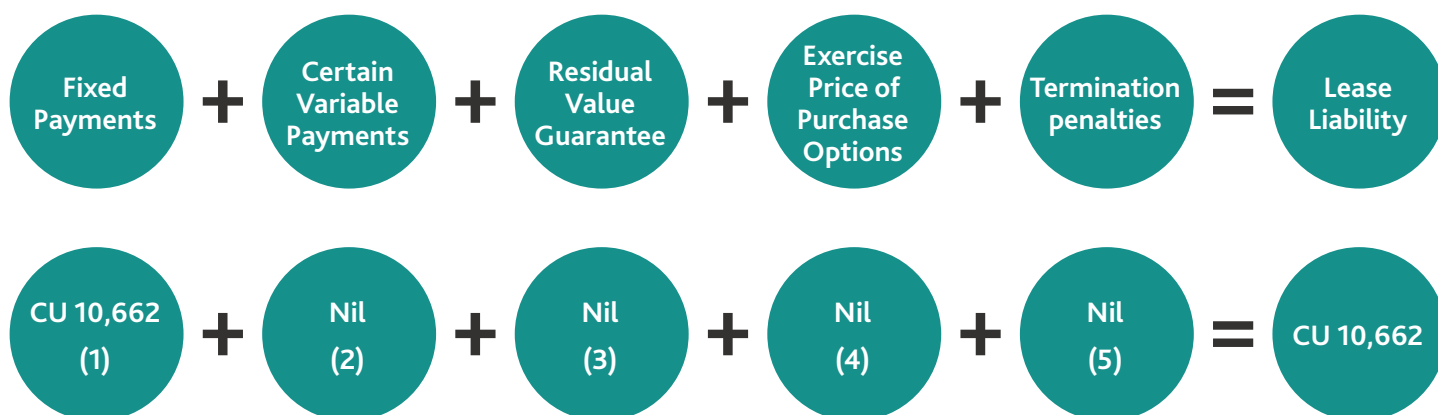 Fixed
Payments
+
Certain
Variable
Payments
+
Residual
Value
Guarantee
+
Exercise
Price of
Purchase
Options
+
Termination
penalties
=
Lease
Liability
CU 10,662
(1)
+
Nil
(2)
+
Nil
(3)
+
Nil
(4)
+
Nil
(5)
=
CU 10,662